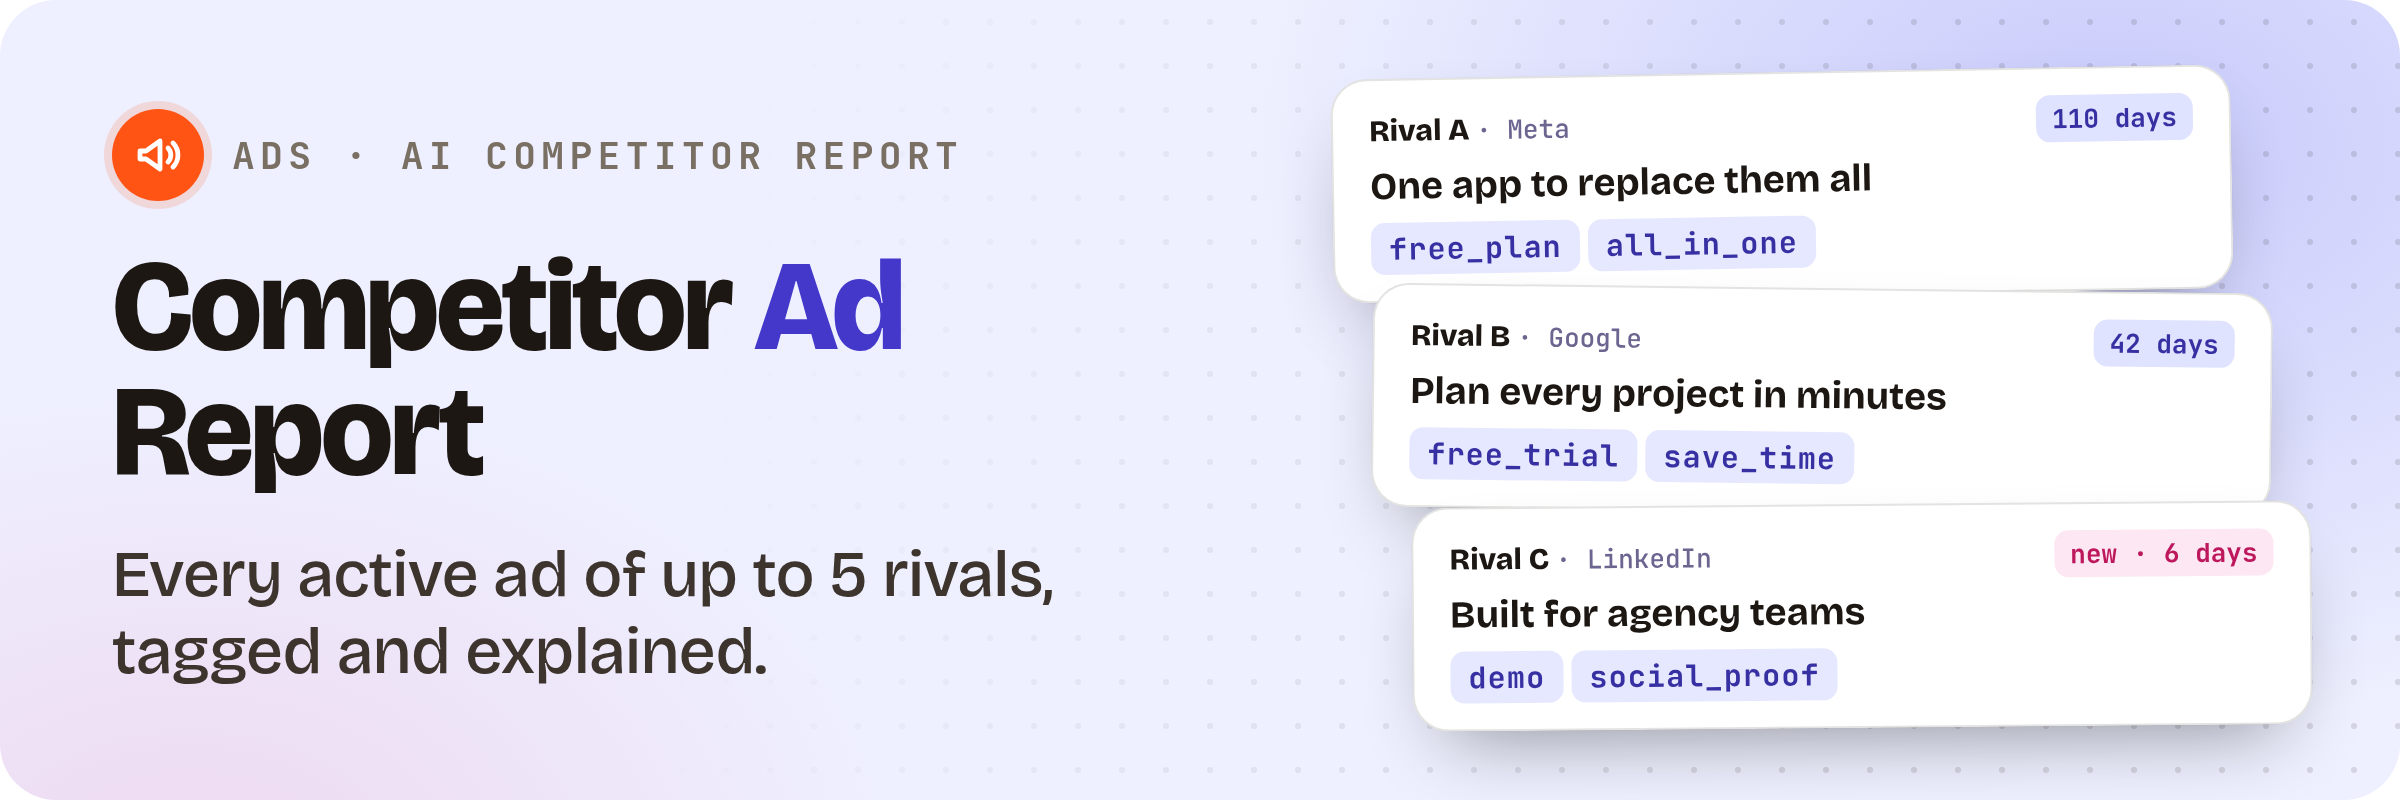 ADS · AI COMPETITOR REPORT
Competitor Ad
Report
Every active ad of up to 5 rivals,
tagged and explained.
Rival A · Meta
110 days
One app to replace them all
free_plan all_in_one
Rival B · Google
42 days
Plan every project in minutes
free_trial save_time
Rival C · LinkedIn
new · 6 days
Built for agency teams
demo social_proof